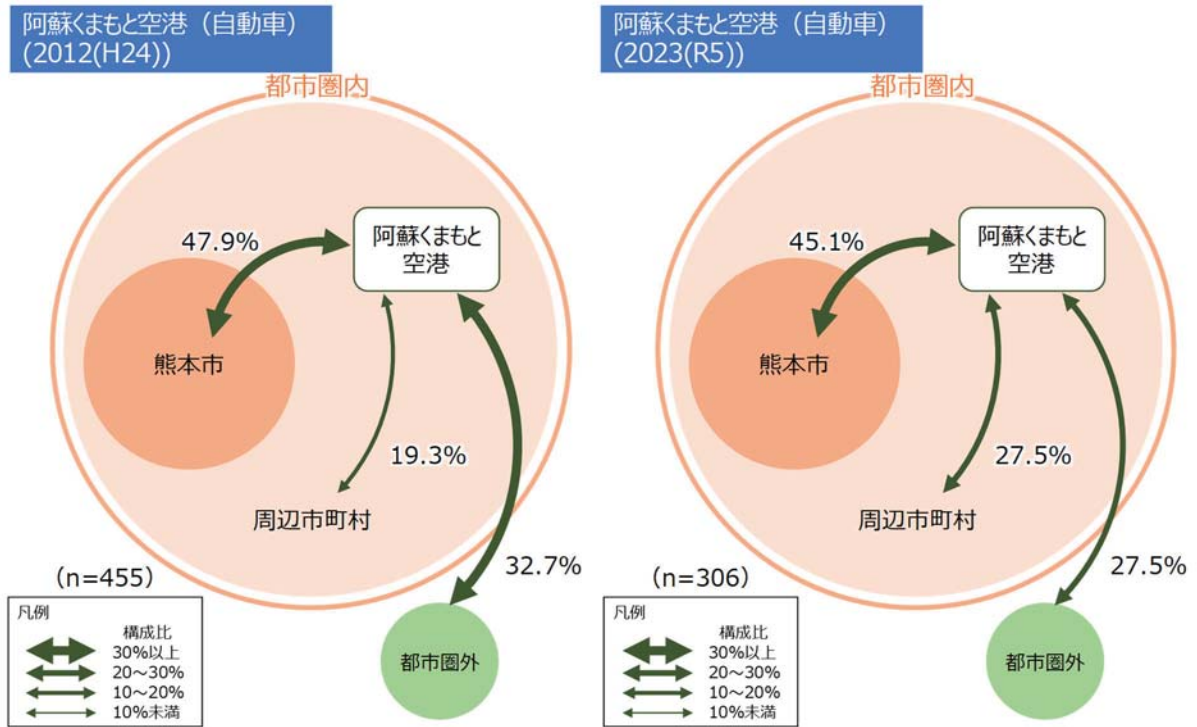 阿蘇くまもと空港（自動車）
(2012(H24))
都市圏内
47.9%
阿蘇くまもと
空港
熊本市
19.3%
周辺市町村
32.7%
（n=455）
都市圏外
凡例
構成比
30%以上
20～30%
10～20%
10%未満
阿蘇くまもと空港（自動車）
(2023(R5))
都市圏内
45.1%
阿蘇くまもと
空港
熊本市
27.5%
周辺市町村
27.5%
（n=306）
都市圏外
凡例
構成比
30%以上
20～30%
10～20%
10%未満